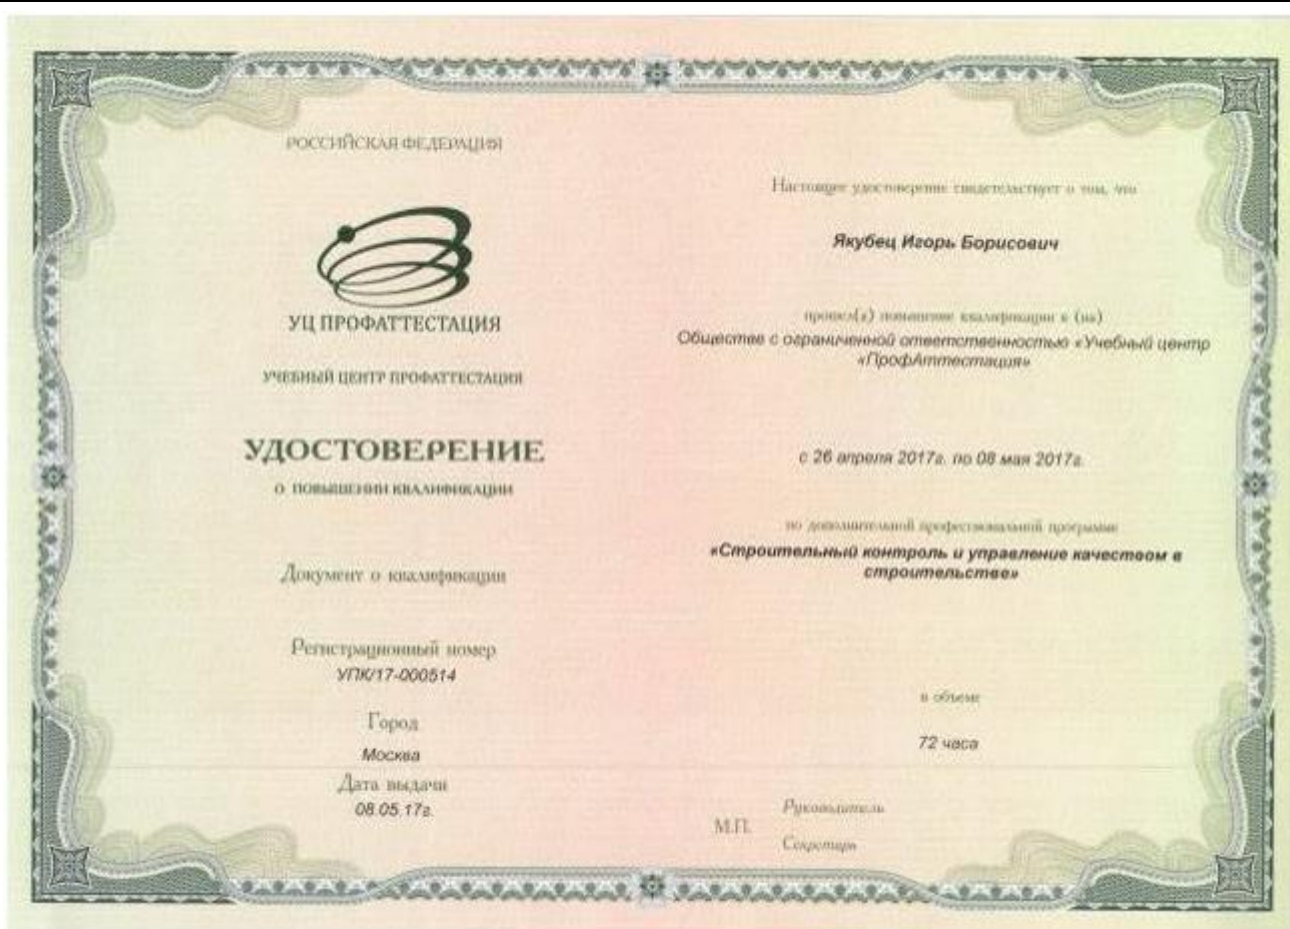 РОССИЙСКАЯ ФЕДЕРАЦИЯ
УЦ ПРОФАТТЕСТАЦИЯ
УЧЕБНЫЙ ЦЕНТР ПРОФАТТЕСТАЦИЯ
УДОСТОВЕРЕНИЕ
О ПОВЫШЕНИИ КВАЛИФИКАЦИИ
Документ о квалификации
Регистрационный номер
УПК/17-000514
Город
Москва
Дата выдачи
08.05.17г.
Настоящее удостоверение свидетельствует о том, что
Якубец Игорь Борисович
прошел(а) повышение квалификации в (на)
Обществе с ограниченной ответственностью «Учебный центр
«ПрофАттестация»
с 26 апреля 2017г. по 08 мая 2017г.
по дополнительной профессиональной программе
«Строительный контроль и управление качеством в
строительстве»
в объеме
72 часа
М.П.
Руководитель
Секретарь